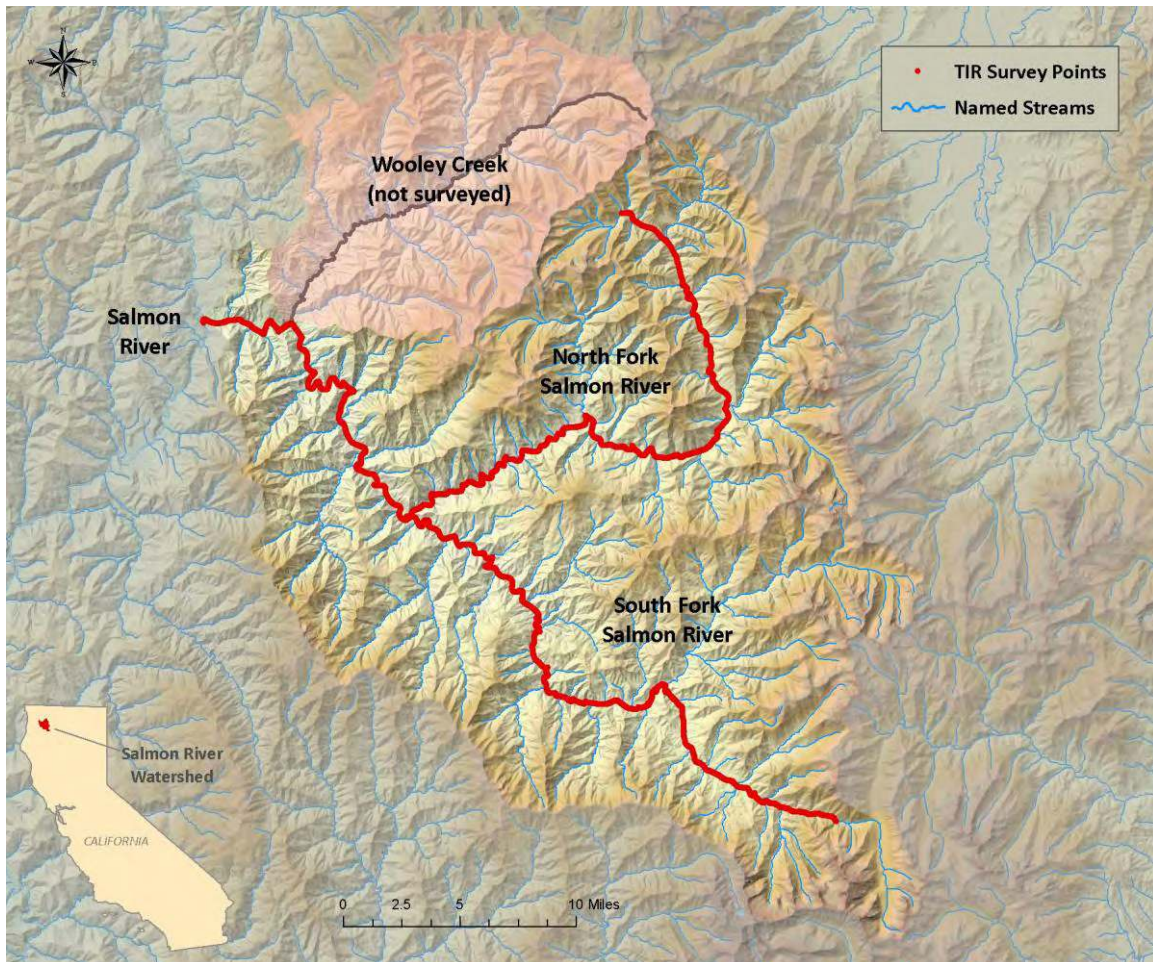 N
W
E
S
TIR Survey Points
Named Streams
Wooley Creek
(not surveyed)
Salmon
River
North Fork
Salmon River
South Fork
Salmon River
Salmon River
Watershed
CALIFORNIA
0 2.5 5 10 Miles